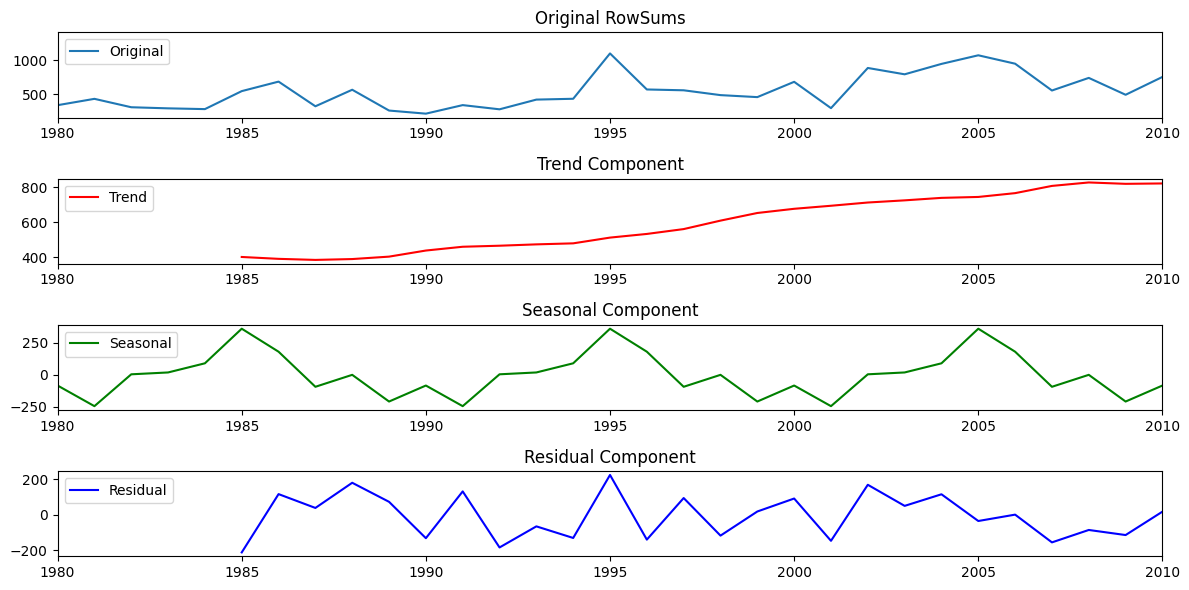 Original RowSums
Original
1000
500
1980 1985 1990 1995 2000 2005 2010
Trend Component
Trend
800
600
400
1980 1985 1990 1995 2000 2005 2010
Seasonal Component
Seasonal
250
0
−250
1980 1985 1990 1995 2000 2005 2010
Residual Component
Residual
200
0
−200
1980 1985 1990 1995 2000 2005 2010